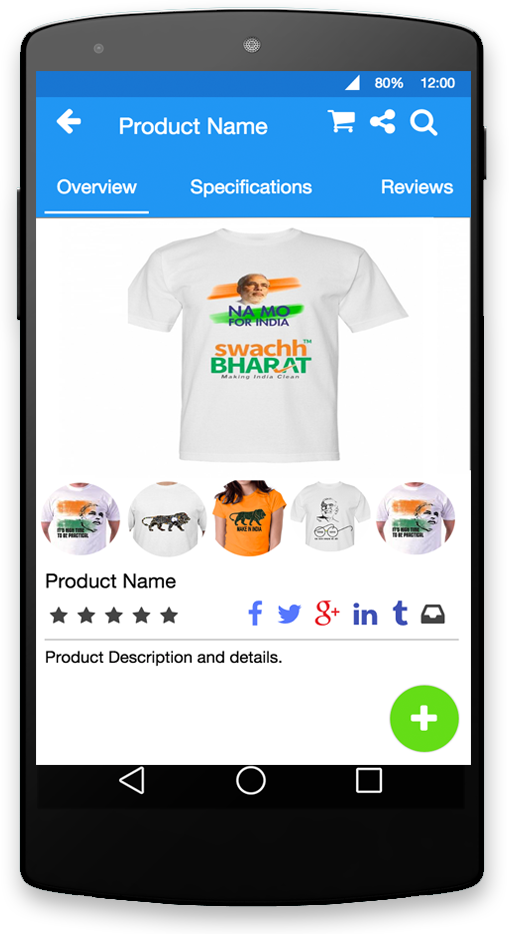 80% 12:00
Product Name
Overview Specifications Reviews
NA MO
FOR INDIA
swachh™
BHARAT
Making India Clean
IT'S HIGH TIME
TO BE PRACTICAL
MAKE IN INDIA
IT'S HIGH TIME
TO BE PRACTICAL
Product Name
f g+ in t
Product Description and details.